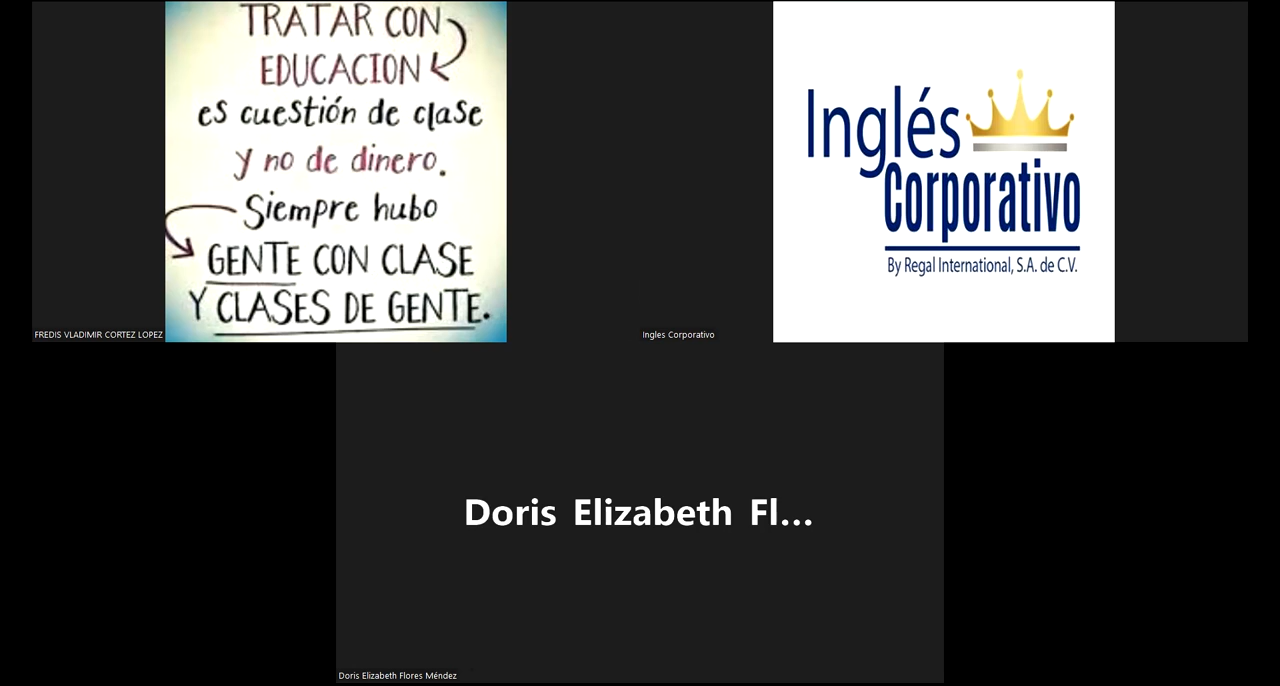 TRATAR CON
EDUCACION
es cuestión de clase
y no de dinero.
Siempre hubo
GENTE CON CLASE
Y CLASES DE GENTE.
FREDIS VLADIMIR CORTEZ LOPEZ
Inglés
Corporativo
By Regal International, S.A. de C.V.
Ingles Corporativo
Doris Elizabeth Fl...
Doris Elizabeth Flores Méndez